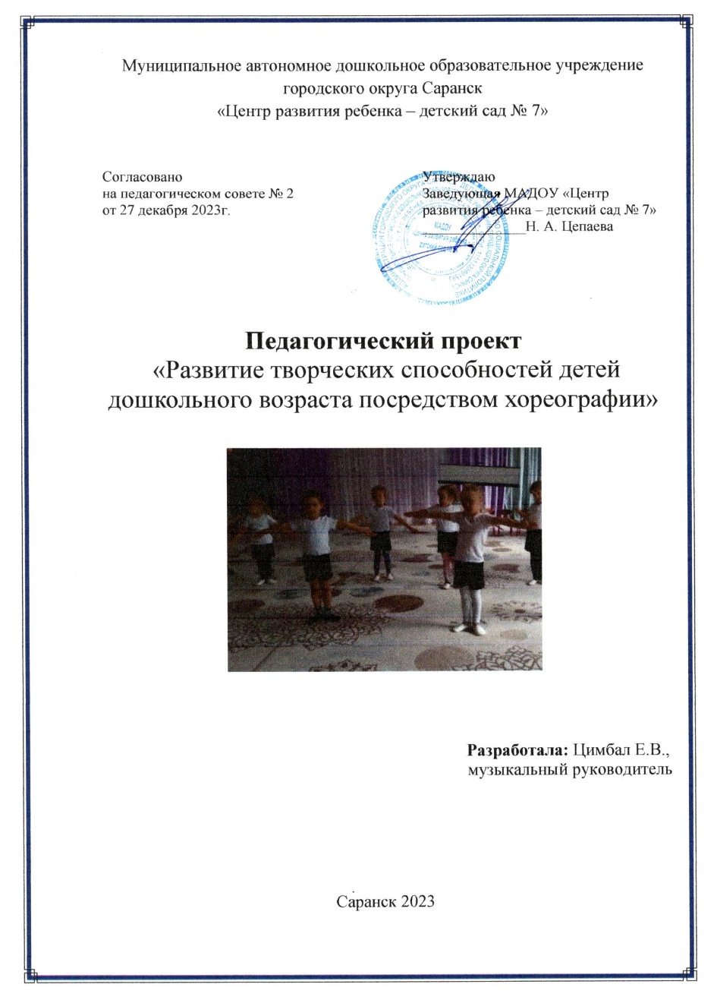 Муниципальное автономное дошкольное образовательное учреждение
городского округа Саранск
«Центр развития ребенка – детский сад № 7»
Согласовано
на педагогическом совете № 2
от 27 декабря 2023г.
Утверждаю
Заведующая МАДОУ «Центр
развития ребенка – детский сад № 7»
______________Н. А. Цепаева
МАДОУ
Педагогический проект
«Развитие творческих способностей детей
дошкольного возраста посредством хореографии»
Разработала: Цимбал Е.В.,
музыкальный руководитель
Саранск 2023